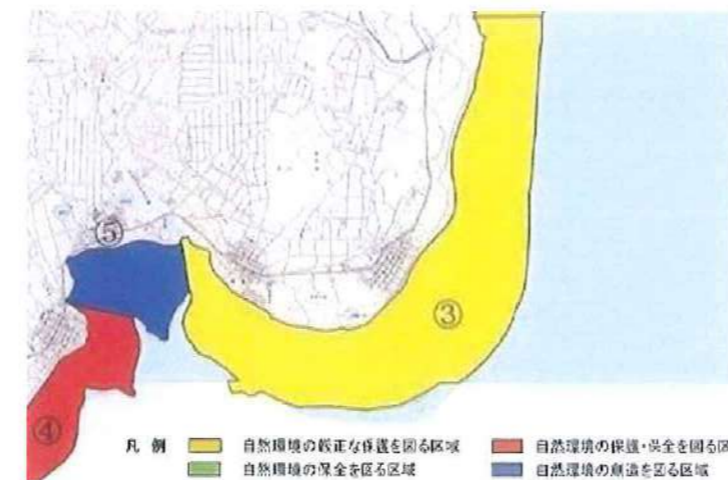 ⑤
③
④
凡 例
自然環境の厳正な保護を図る区域
自然環境の保護・保全を図る区
自然環境の保全を図る区域
自然環境の創造を図る区域